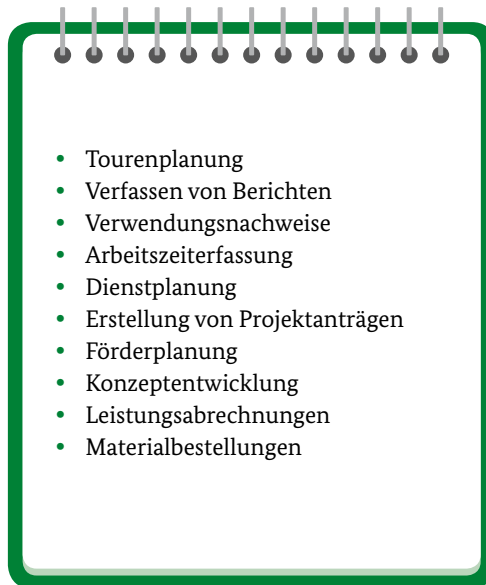 • Tourenplanung
• Verfassen von Berichten
• Verwendungsnachweise
• Arbeitszeiterfassung
• Dienstplanung
• Erstellung von Projektanträgen
• Förderplanung
• Konzeptentwicklung
• Leistungsabrechnungen
• Materialbestellungen